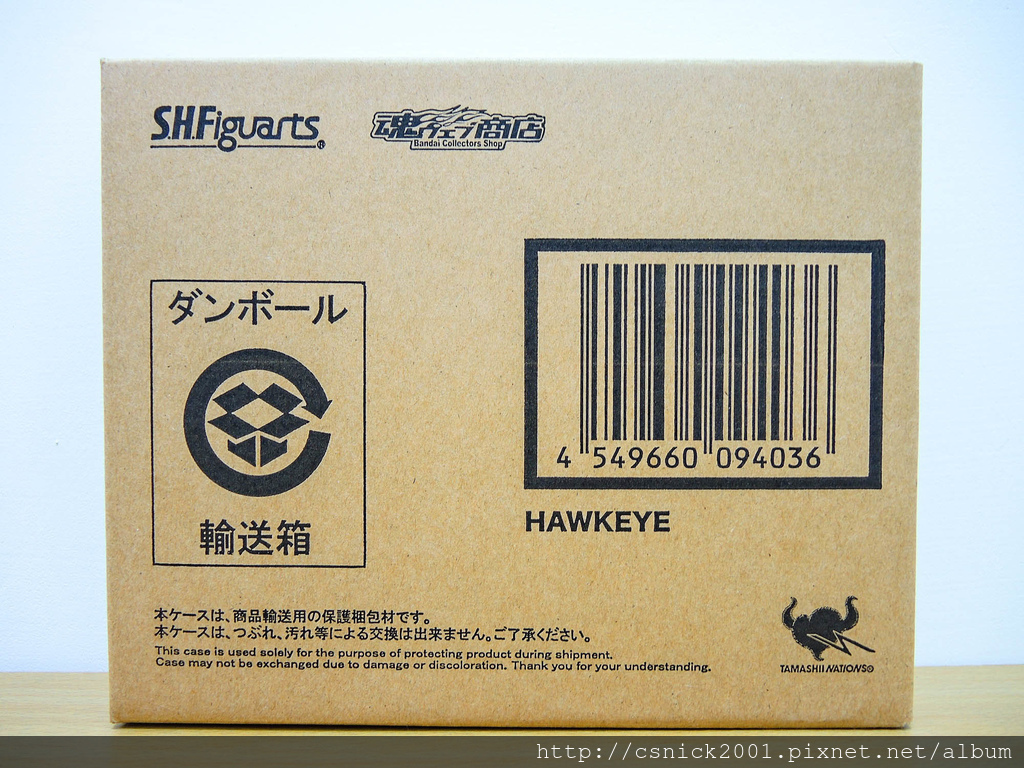 S.H.Figuarts®
魂ウェブ商店
Bandai Collectors Shop
ダンボール
輸送箱
4 549660 094036
HAWKEYE
本ケースは、商品輸送用の保護梱包材です。
本ケースは、つぶれ、汚れ等による交換は出来ません。ご了承ください。
This case is used solely for the purpose of protecting product during shipment.
Case may not be exchanged due to damage or discoloration. Thank you for your understanding.
TAMASHII NATIONS®
http://csnick2001.pixnet.net/album